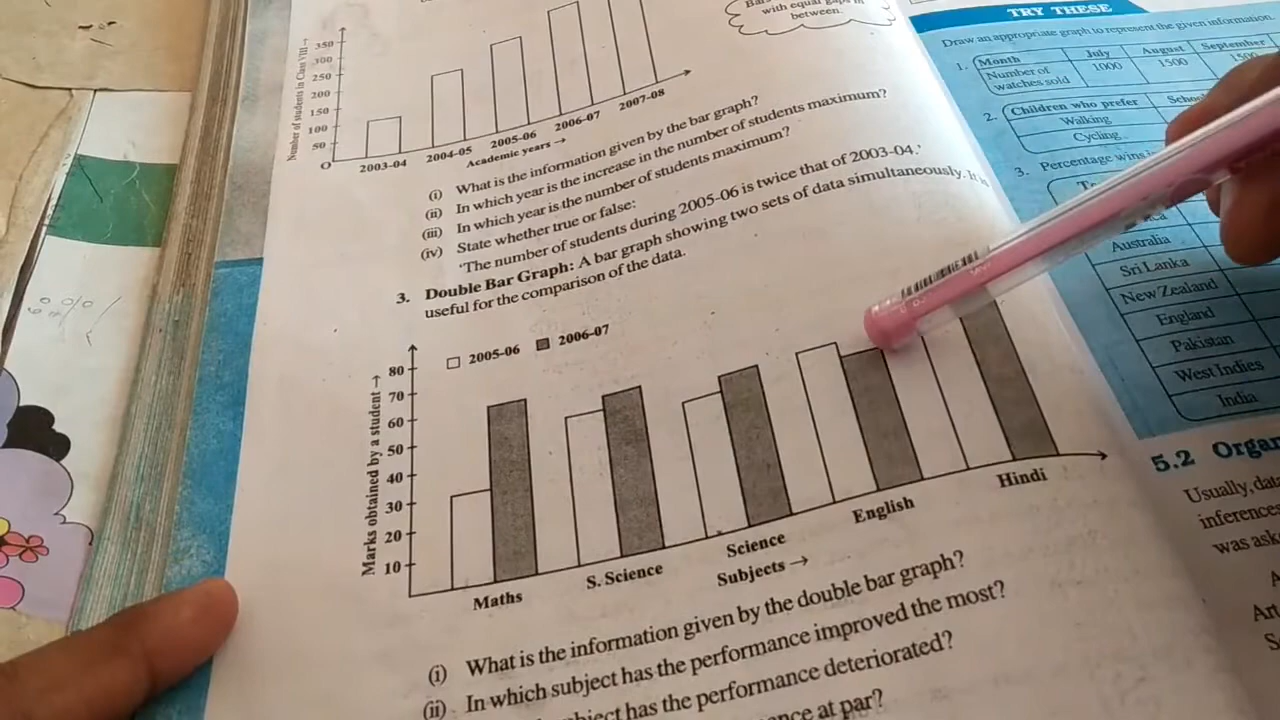 with equal gaps in
between.
Number of students in Class VIII →
350
300
250
200
150
100
50
O
2003-04
2004-05
2005-06
2006-07
2007-08
Academic years →
(i) What is the information given by the bar graph?
(ii) In which year is the increase in the number of students maximum?
(iii) In which year is the number of students maximum?
(iv) State whether true or false:
'The number of students during 2005-06 is twice that of 2003-04.'
3. Double Bar Graph: A bar graph showing two sets of data simultaneously. It is
useful for the comparison of the data.
2005-06 2006-07
Marks obtained by a student →
80
70
60
50
40
30
20
10
Maths
S. Science
Science
English
Hindi
Subjects →
(i) What is the information given by the double bar graph?
(ii) In which subject has the performance improved the most?
has the performance deteriorated?
at par?
TRY THESE
Draw an appropriate graph to represent the given information.
1. Month July August September
Number of watches sold 1000 1500 1500
2. Children who prefer
Walking
Cycling
3. Percentage wins
Australia
Sri Lanka
New Zealand
England
Pakistan
West Indies
India
5.2
Usually,
inferences
was